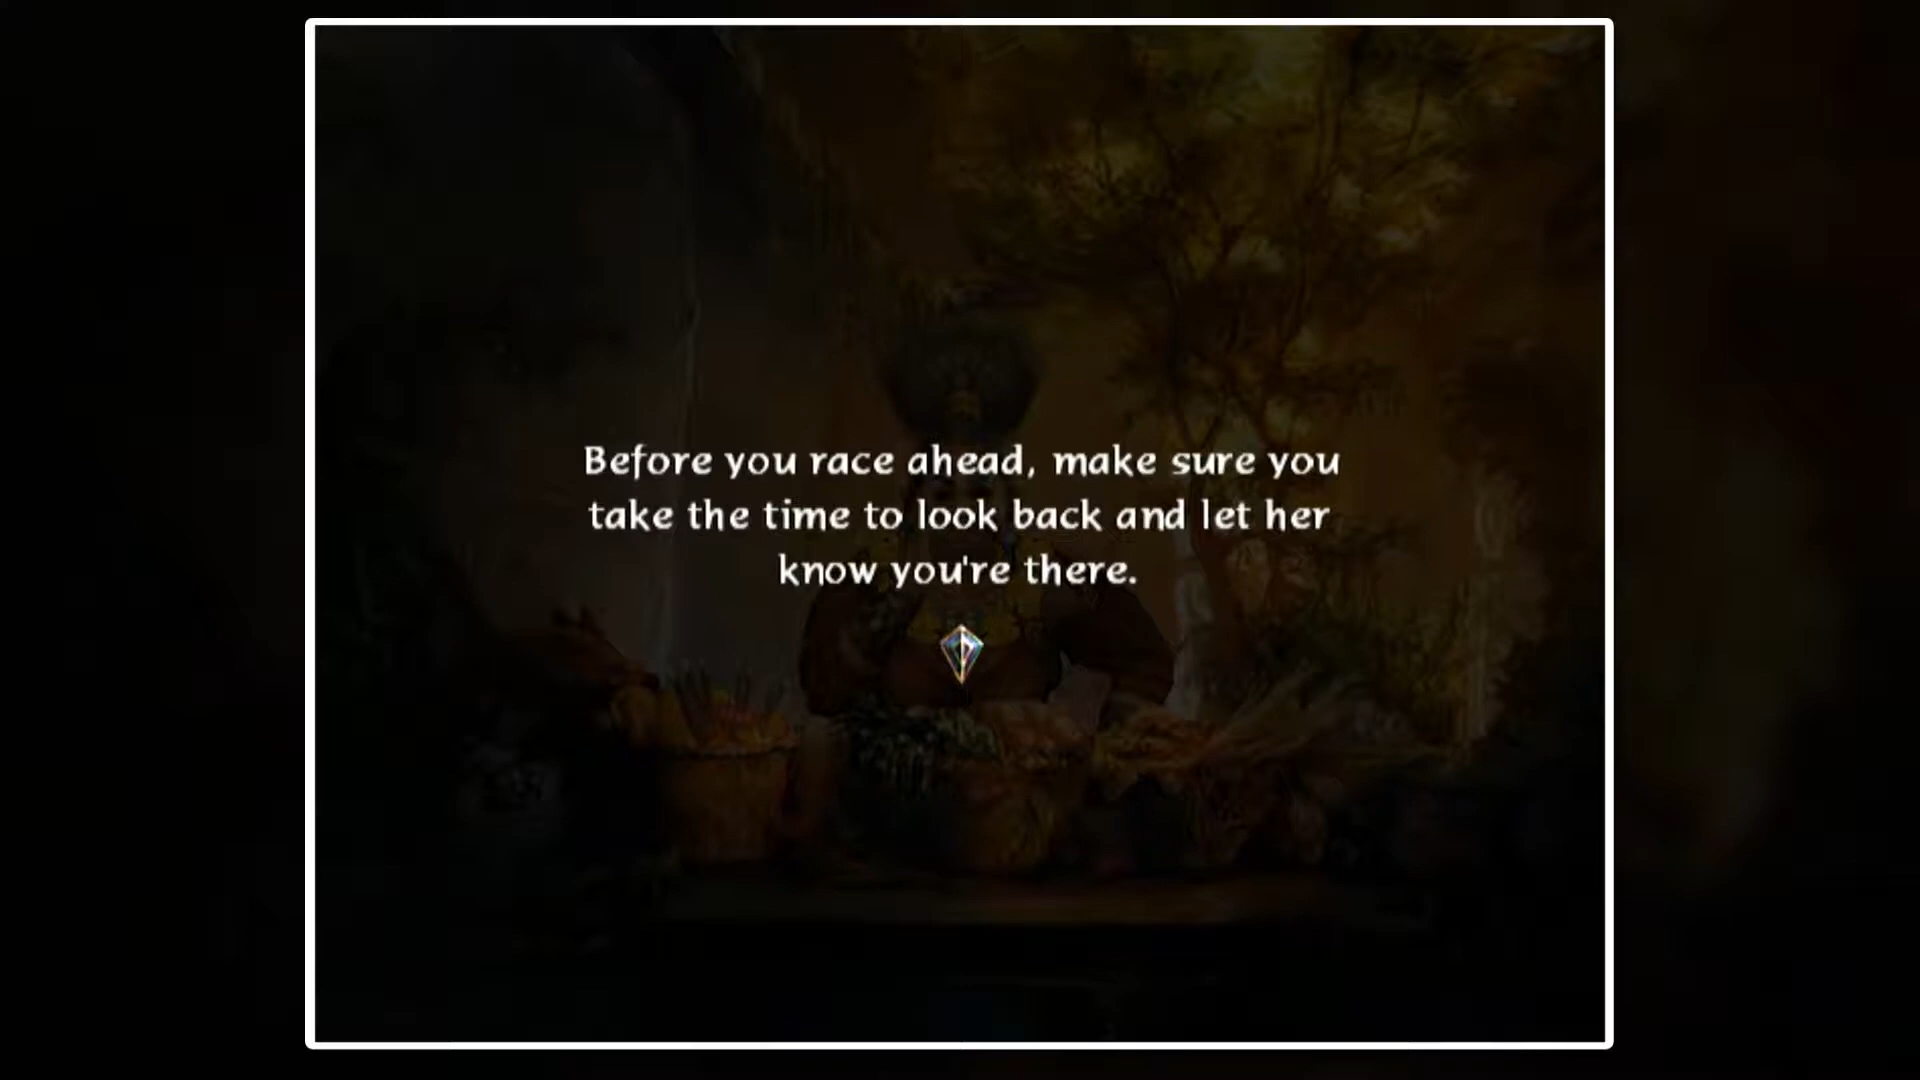 Before you race ahead, make sure you
take the time to look back and let her
know you're there.